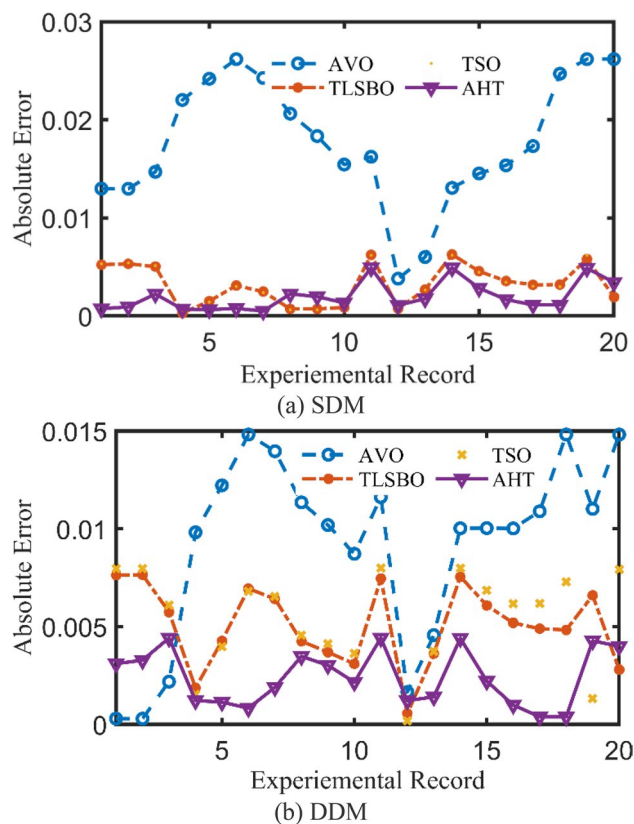 0.03
0.02
0.01
0
Absolute Error
AVO
TSO
TLSBO
AHT
5
10
15
20
Experiemental Record
(a) SDM
0.015
0.01
0.005
0
Absolute Error
AVO
TSO
TLSBO
AHT
5
10
15
20
Experiemental Record
(b) DDM